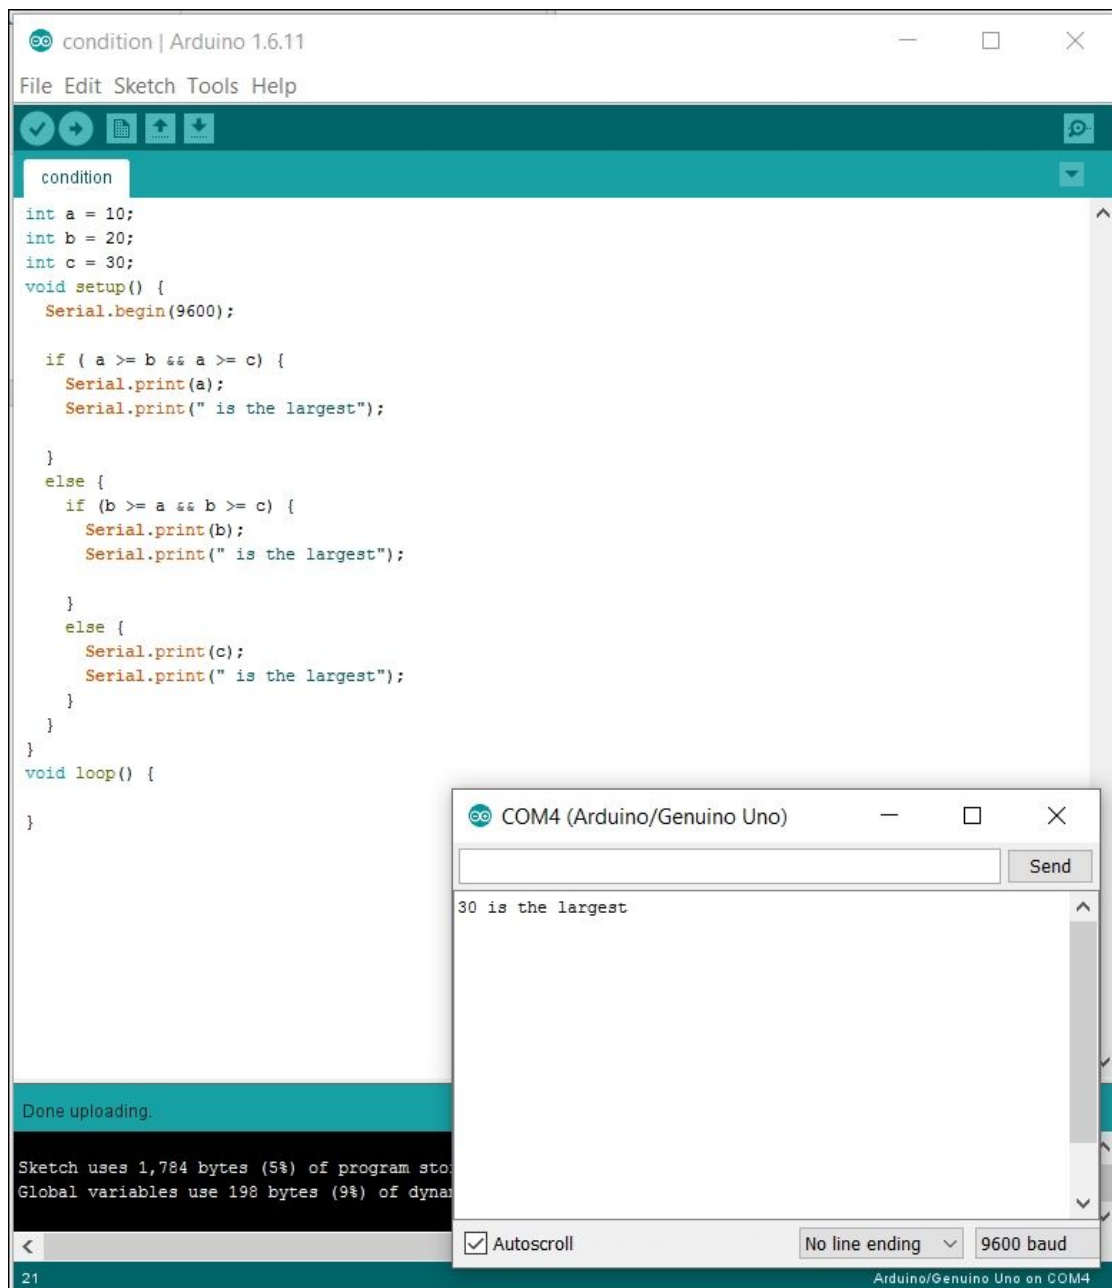 condition | Arduino 1.6.11
File Edit Sketch Tools Help
condition
int a = 10;
int b = 20;
int c = 30;
void setup() {
  Serial.begin(9600);
  if ( a >= b && a >= c) {
    Serial.print(a);
    Serial.print(" is the largest");
  }
  else {
    if (b >= a && b >= c) {
      Serial.print(b);
      Serial.print(" is the largest");
    }
    else {
      Serial.print(c);
      Serial.print(" is the largest");
    }
  }
}
void loop() {
}
COM4 (Arduino/Genuino Uno)
Send
30 is the largest
Autoscroll No line ending 9600 baud
Done uploading.
Sketch uses 1,784 bytes (5%) of program
Global variables use 198 bytes (9%) of
21 Arduino/Genuino Uno on COM4